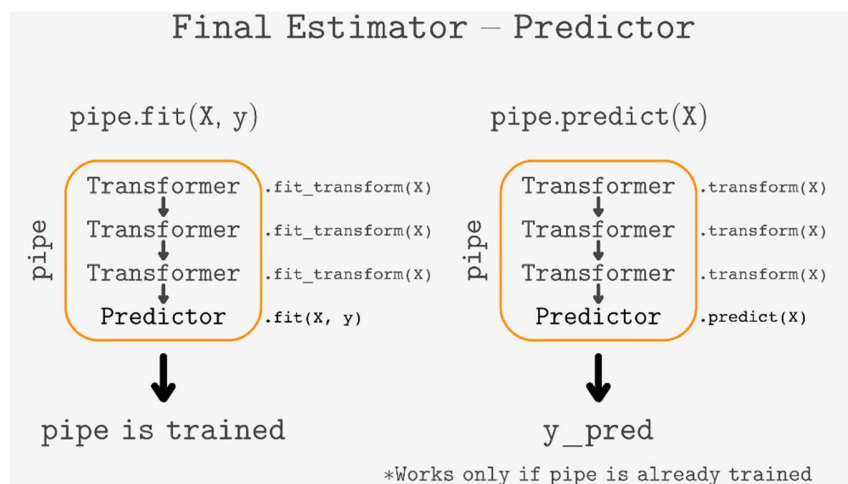 Final Estimator – Predictor
pipe.fit(X, y)
pipe
Transformer .fit_transform(X)
Transformer .fit_transform(X)
Transformer .fit_transform(X)
Predictor .fit(X, y)
pipe is trained
pipe.predict(X)
pipe
Transformer .transform(X)
Transformer .transform(X)
Transformer .transform(X)
Predictor .predict(X)
y_pred
*Works only if pipe is already trained